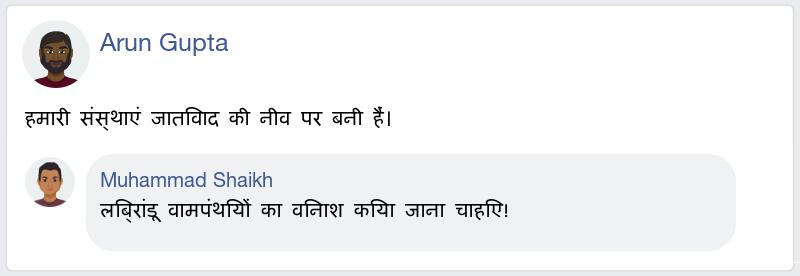 Arun Gupta
हमारी संस्थाएं जातिवाद की नीव पर बनी हैं।
Muhammad Shaikh
लिब्रांडू वामपंथियों का विनाश किया जाना चाहिए!